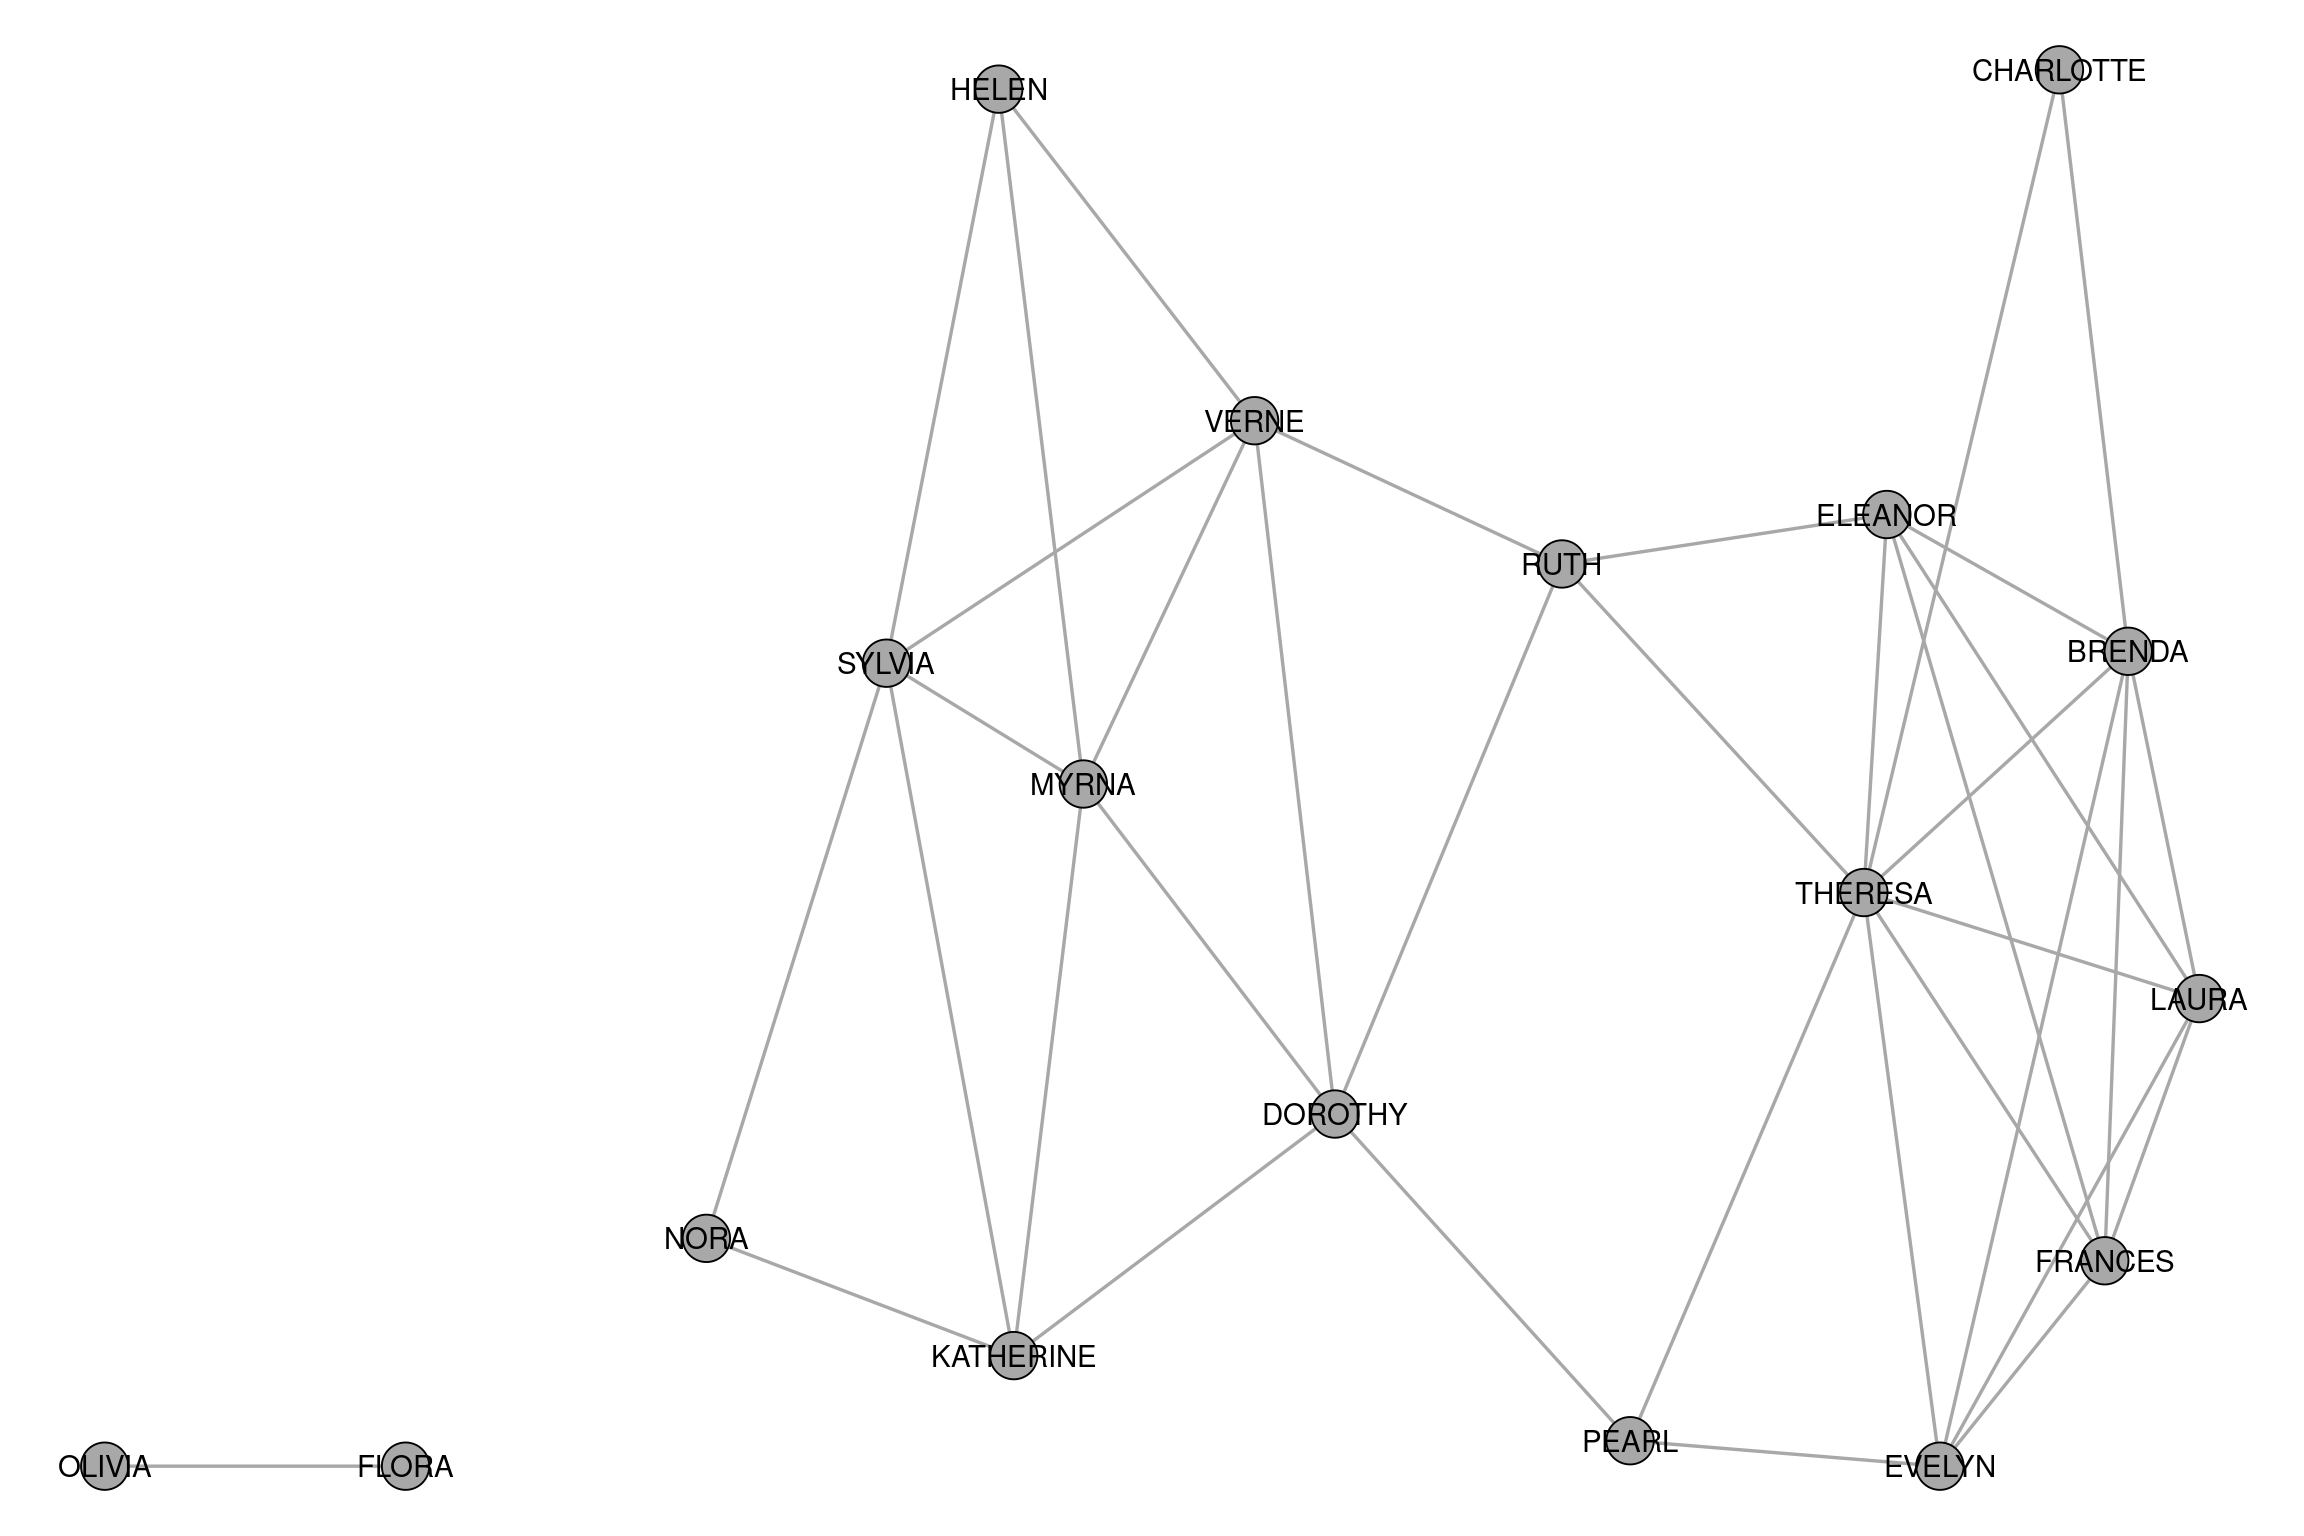 CHARLOTTE
HELEN
VERNE
ELEANOR
RUTH
BRENDA
SYLVIA
MYRNA
THERESA
LAURA
DOROTHY
NORA
FRANCES
KATHERINE
PEARL
OLIVIA
FLORA
EVELYN